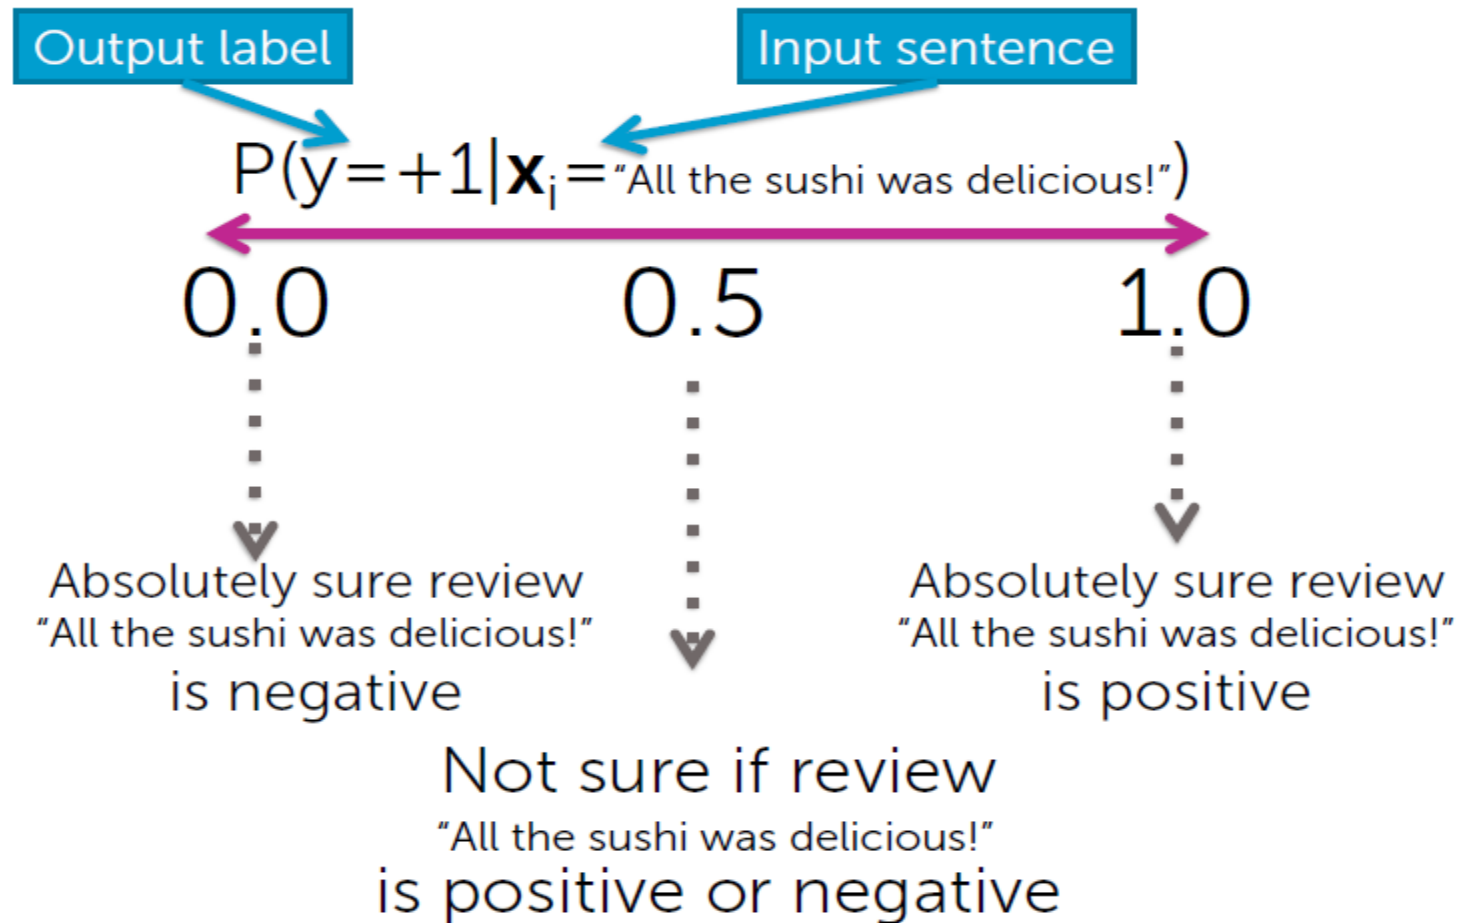 Output label
Input sentence
P(y=+1|xᵢ="All the sushi was delicious!")
0.0
0.5
1.0
Absolutely sure review
"All the sushi was delicious!"
is negative
Absolutely sure review
"All the sushi was delicious!"
is positive
Not sure if review
"All the sushi was delicious!"
is positive or negative